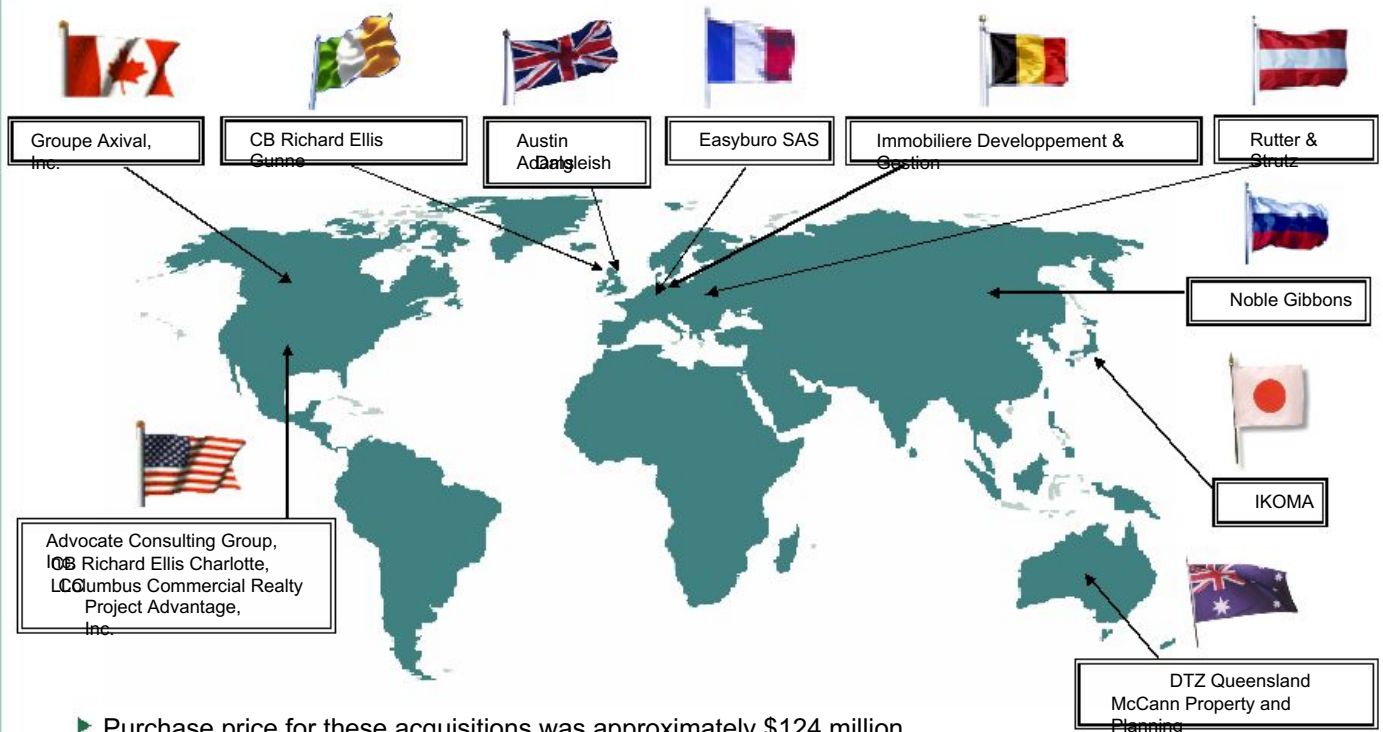 Groupe Axival,
Inc.
CB Richard Ellis
Gunne
Austin
Adams
Dalgleish
Easyburo SAS
Immobiliere Developpement &
Gestion
Rutter &
Strutz
Noble Gibbons
IKOMA
Advocate Consulting Group,
Inc.
CB Richard Ellis Charlotte,
LLC
Columbus Commercial Realty
Project Advantage,
Inc.
DTZ Queensland
McCann Property and
Planning
Purchase price for these acquisitions was approximately $124 million